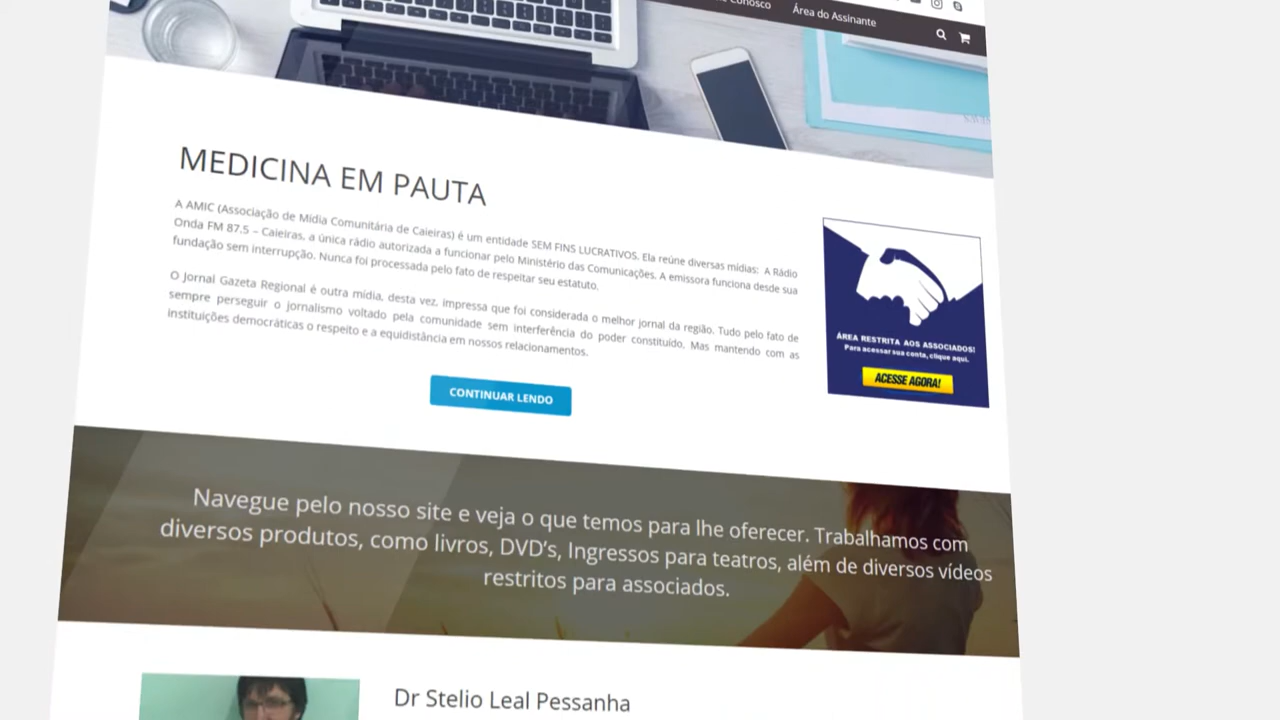 Conosco
Área do Assinante
MEDICINA EM PAUTA
A AMIC (Associação de Mídia Comunitária de Caieiras) é um entidade SEM FINS LUCRATIVOS. Ela reúne diversas mídias: A Rádio
Onda FM 87.5 – Caieiras, a única rádio autorizada a funcionar pelo Ministério das Comunicações. A emissora funciona desde sua
fundação sem interrupção. Nunca foi processada pelo fato de respeitar seu estatuto.
O Jornal Gazeta Regional é outra mídia, desta vez, impressa que foi considerada o melhor jornal da região. Tudo pelo fato de
sempre perseguir o jornalismo voltado pela comunidade sem interferência do poder constituído, Mas mantendo com as
instituições democráticas o respeito e a equidistância em nossos relacionamentos.
CONTINUAR LENDO
ÁREA RESTRITA AOS ASSOCIADOS!
Para acessar sua conta, clique aqui.
ACESSE AGORA!
Navegue pelo nosso site e veja o que temos para lhe oferecer. Trabalhamos com
diversos produtos, como livros, DVD's, Ingressos para teatros, além de diversos vídeos
restritos para associados.
Dr Stelio Leal Pessanha